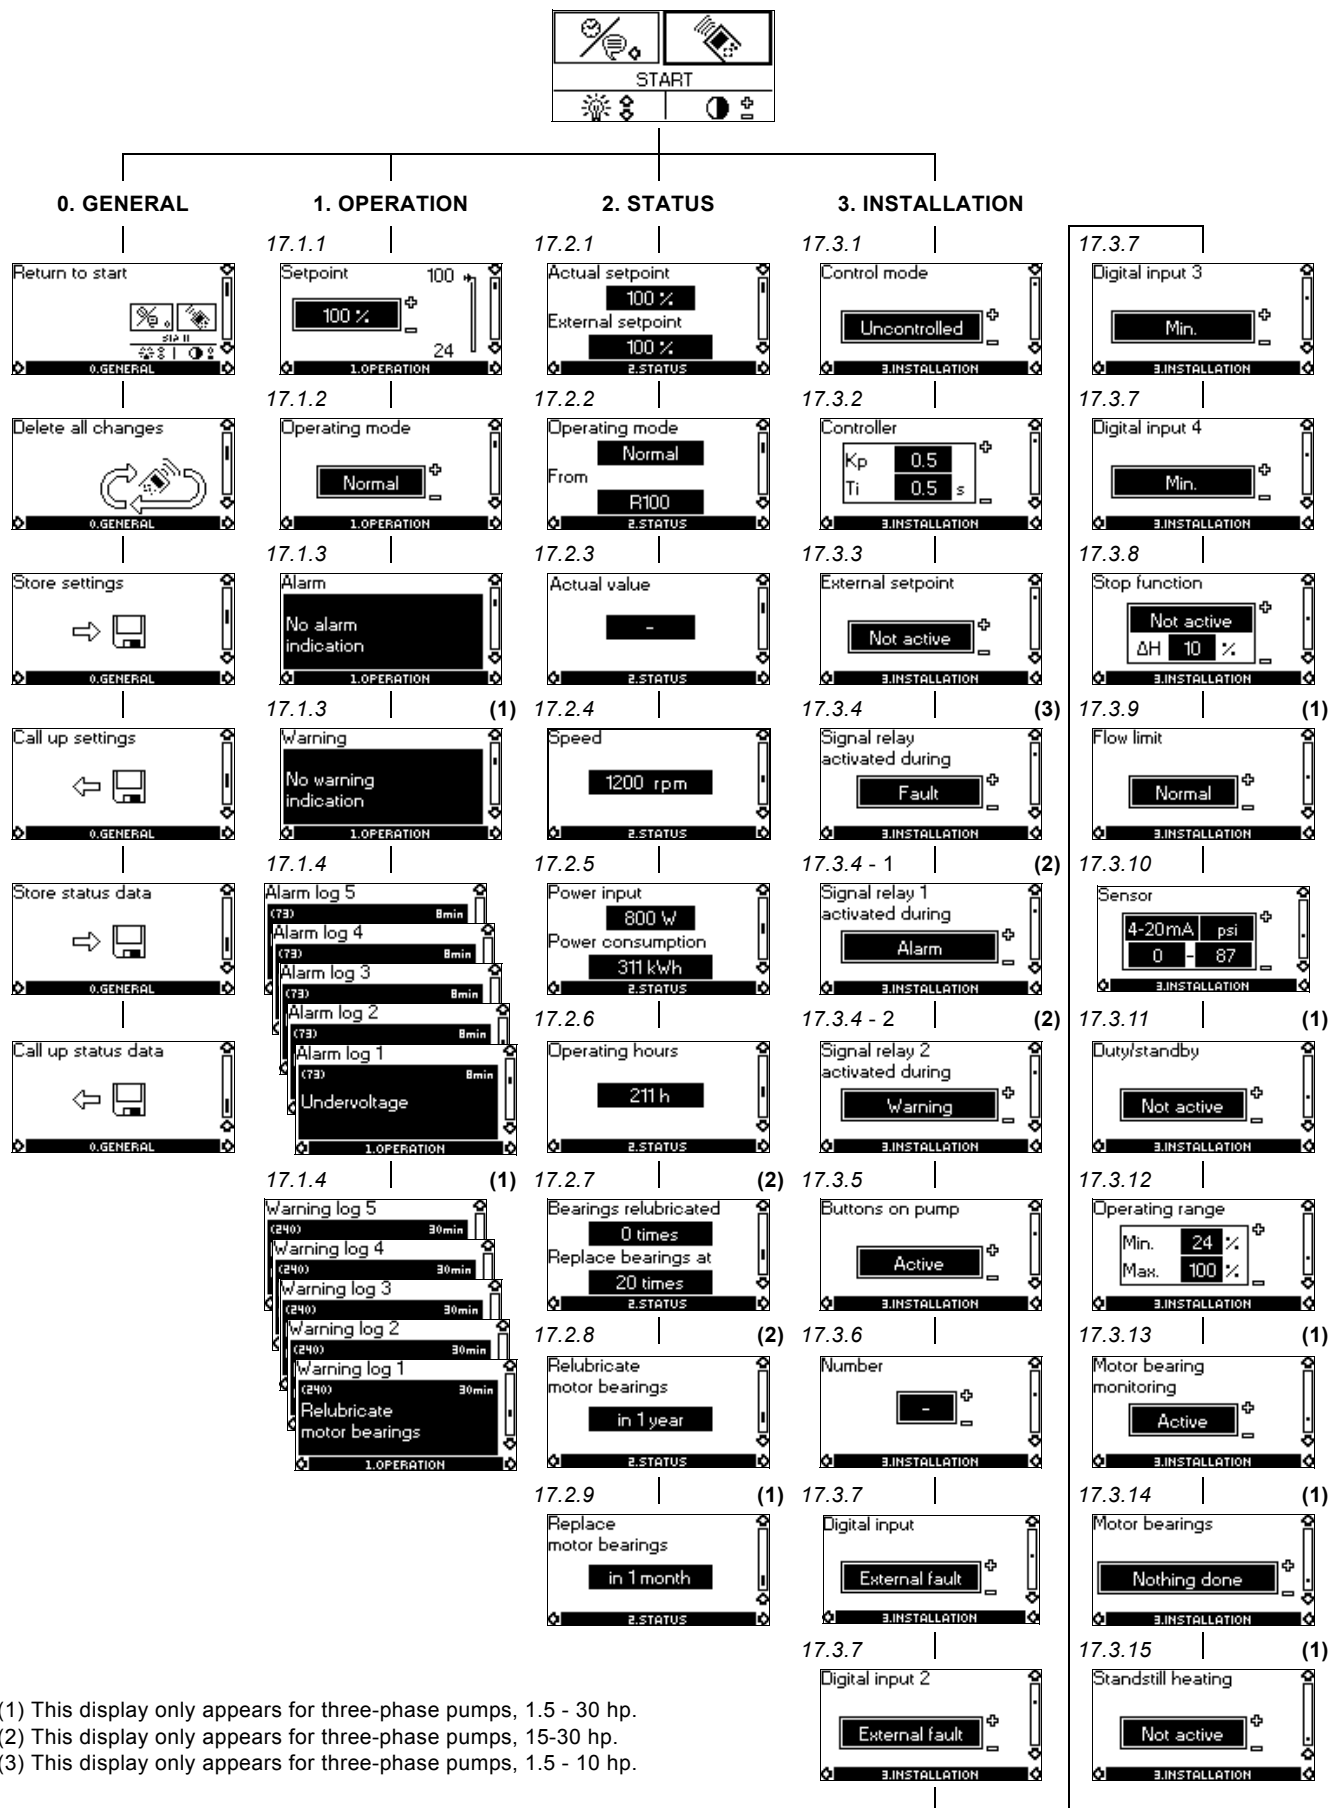 START
0. GENERAL
Return to start
START
0.GENERAL
Delete all changes
0.GENERAL
Store settings
0.GENERAL
Call up settings
0.GENERAL
Store status data
0.GENERAL
Call up status data
0.GENERAL
1. OPERATION
17.1.1
Setpoint
100
100 %
24
1.OPERATION
17.1.2
Operating mode
Normal
1.OPERATION
17.1.3
Alarm
No alarm
indication
1.OPERATION
17.1.3 (1)
Warning
No warning
indication
1.OPERATION
17.1.4
Alarm log 5
(73) 8min
Alarm log 4
(73) 8min
Alarm log 3
(73) 8min
Alarm log 2
(73) 8min
Alarm log 1
(73) 8min
Undervoltage
1.OPERATION
17.1.4 (1)
Warning log 5
(240) 30min
Warning log 4
(240) 30min
Warning log 3
(240) 30min
Warning log 2
(240) 30min
Warning log 1
(240) 30min
Relubricate
motor bearings
1.OPERATION
2. STATUS
17.2.1
Actual setpoint
100 %
External setpoint
100 %
2.STATUS
17.2.2
Operating mode
Normal
From
R100
2.STATUS
17.2.3
Actual value
-
2.STATUS
17.2.4
Speed
1200 rpm
2.STATUS
17.2.5
Power input
800 W
Power consumption
311 kWh
2.STATUS
17.2.6
Operating hours
211 h
2.STATUS
17.2.7 (2)
Bearings relubricated
0 times
Replace bearings at
20 times
2.STATUS
17.2.8 (2)
Relubricate
motor bearings
in 1 year
2.STATUS
17.2.9 (1)
Replace
motor bearings
in 1 month
2.STATUS
3. INSTALLATION
17.3.1
Control mode
Uncontrolled
3.INSTALLATION
17.3.2
Controller
Kp 0.5
Ti 0.5 s
3.INSTALLATION
17.3.3
External setpoint
Not active
3.INSTALLATION
17.3.4 (3)
Signal relay
activated during
Fault
3.INSTALLATION
17.3.4 - 1 (2)
Signal relay 1
activated during
Alarm
3.INSTALLATION
17.3.4 - 2 (2)
Signal relay 2
activated during
Warning
3.INSTALLATION
17.3.5
Buttons on pump
Active
3.INSTALLATION
17.3.6
Number
-
3.INSTALLATION
17.3.7
Digital input
External fault
3.INSTALLATION
17.3.7
Digital input 2
External fault
3.INSTALLATION
17.3.7
Digital input 3
Min.
3.INSTALLATION
17.3.7
Digital input 4
Min.
3.INSTALLATION
17.3.8
Stop function
Not active
ΔH 10 %
3.INSTALLATION
17.3.9 (1)
Flow limit
Normal
3.INSTALLATION
17.3.10
Sensor
4-20mA psi
0 - 87
3.INSTALLATION
17.3.11 (1)
Duty/standby
Not active
3.INSTALLATION
17.3.12
Operating range
Min. 24 %
Max. 100 %
3.INSTALLATION
17.3.13 (1)
Motor bearing
monitoring
Active
3.INSTALLATION
17.3.14 (1)
Motor bearings
Nothing done
3.INSTALLATION
17.3.15 (1)
Standstill heating
Not active
3.INSTALLATION
(1) This display only appears for three-phase pumps, 1.5 - 30 hp.
(2) This display only appears for three-phase pumps, 15-30 hp.
(3) This display only appears for three-phase pumps, 1.5 - 10 hp.